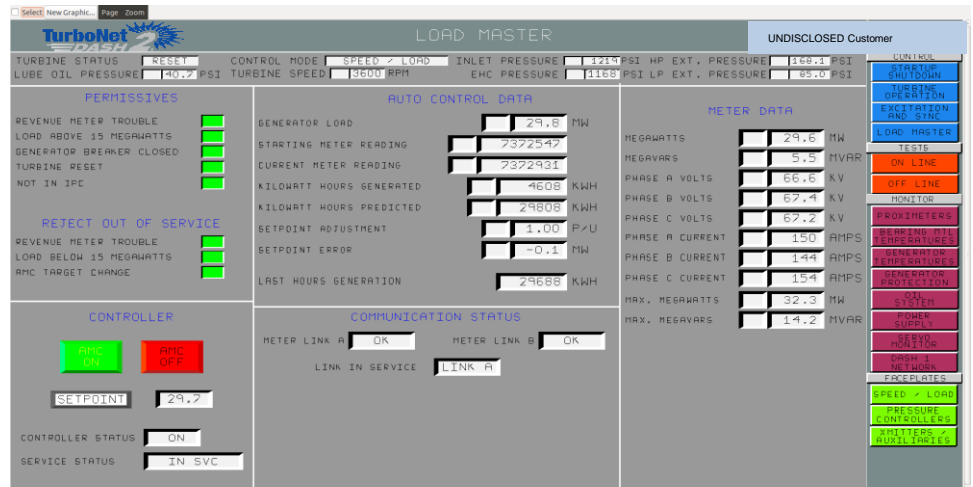 Select New Graphic... Page Zoom
TurboNet DASH 2
LOAD MASTER
UNDISCLOSED Customer
TURBINE STATUS RESET CONTROL MODE SPEED / LOAD INLET PRESSURE 1219 PSI HP EXT. PRESSURE 160.1 PSI
LUBE OIL PRESSURE 40.7 PSI TURBINE SPEED 3600 RPM EHC PRESSURE 1168 PSI LP EXT. PRESSURE 85.0 PSI
PERMISSIVES
REVENUE METER TROUBLE
LOAD ABOVE 15 MEGAWATTS
GENERATOR BREAKER CLOSED
TURBINE RESET
NOT IN IPC
REJECT OUT OF SERVICE
REVENUE METER TROUBLE
LOAD BELOW 15 MEGAWATTS
AMC TARGET CHANGE
CONTROLLER
AMC ON
AMC OFF
SETPOINT 29.7
CONTROLLER STATUS ON
SERVICE STATUS IN SVC
AUTO CONTROL DATA
GENERATOR LOAD 29.8 MW
STARTING METER READING 7372547
CURRENT METER READING 7372931
KILOWATT HOURS GENERATED 4608 KWH
KILOWATT HOURS PREDICTED 29808 KWH
SETPOINT ADJUSTMENT 1.00 P/U
SETPOINT ERROR -0.1 MW
LAST HOURS GENERATION 29688 KWH
COMMUNICATION STATUS
METER LINK A OK METER LINK B OK
LINK IN SERVICE LINK A
METER DATA
MEGAWATTS 29.6 MW
MEGAVARS 5.5 MVAR
PHASE A VOLTS 66.6 KV
PHASE B VOLTS 67.4 KV
PHASE C VOLTS 67.2 KV
PHASE A CURRENT 150 AMPS
PHASE B CURRENT 144 AMPS
PHASE C CURRENT 154 AMPS
MAX. MEGAWATTS 32.3 MW
MAX. MEGAVARS 14.2 MVAR
CONTROL
STARTUP
SHUTDOWN
TURBINE
OPERATION
EXCITATION
AND SYNC
LOAD MASTER
TESTS
ON LINE
OFF LINE
MONITOR
PROXIMETERS
BEARING MTL
TEMPERATURES
GENERATOR
TEMPERATURES
GENERATOR
PROTECTION
OIL
SYSTEM
POWER
SUPPLY
SERVO
MONITOR
DASH 1
NETWORK
FACEPLATES
SPEED / LOAD
PRESSURE
CONTROLLERS
XMITTERS /
AUXILIARIES